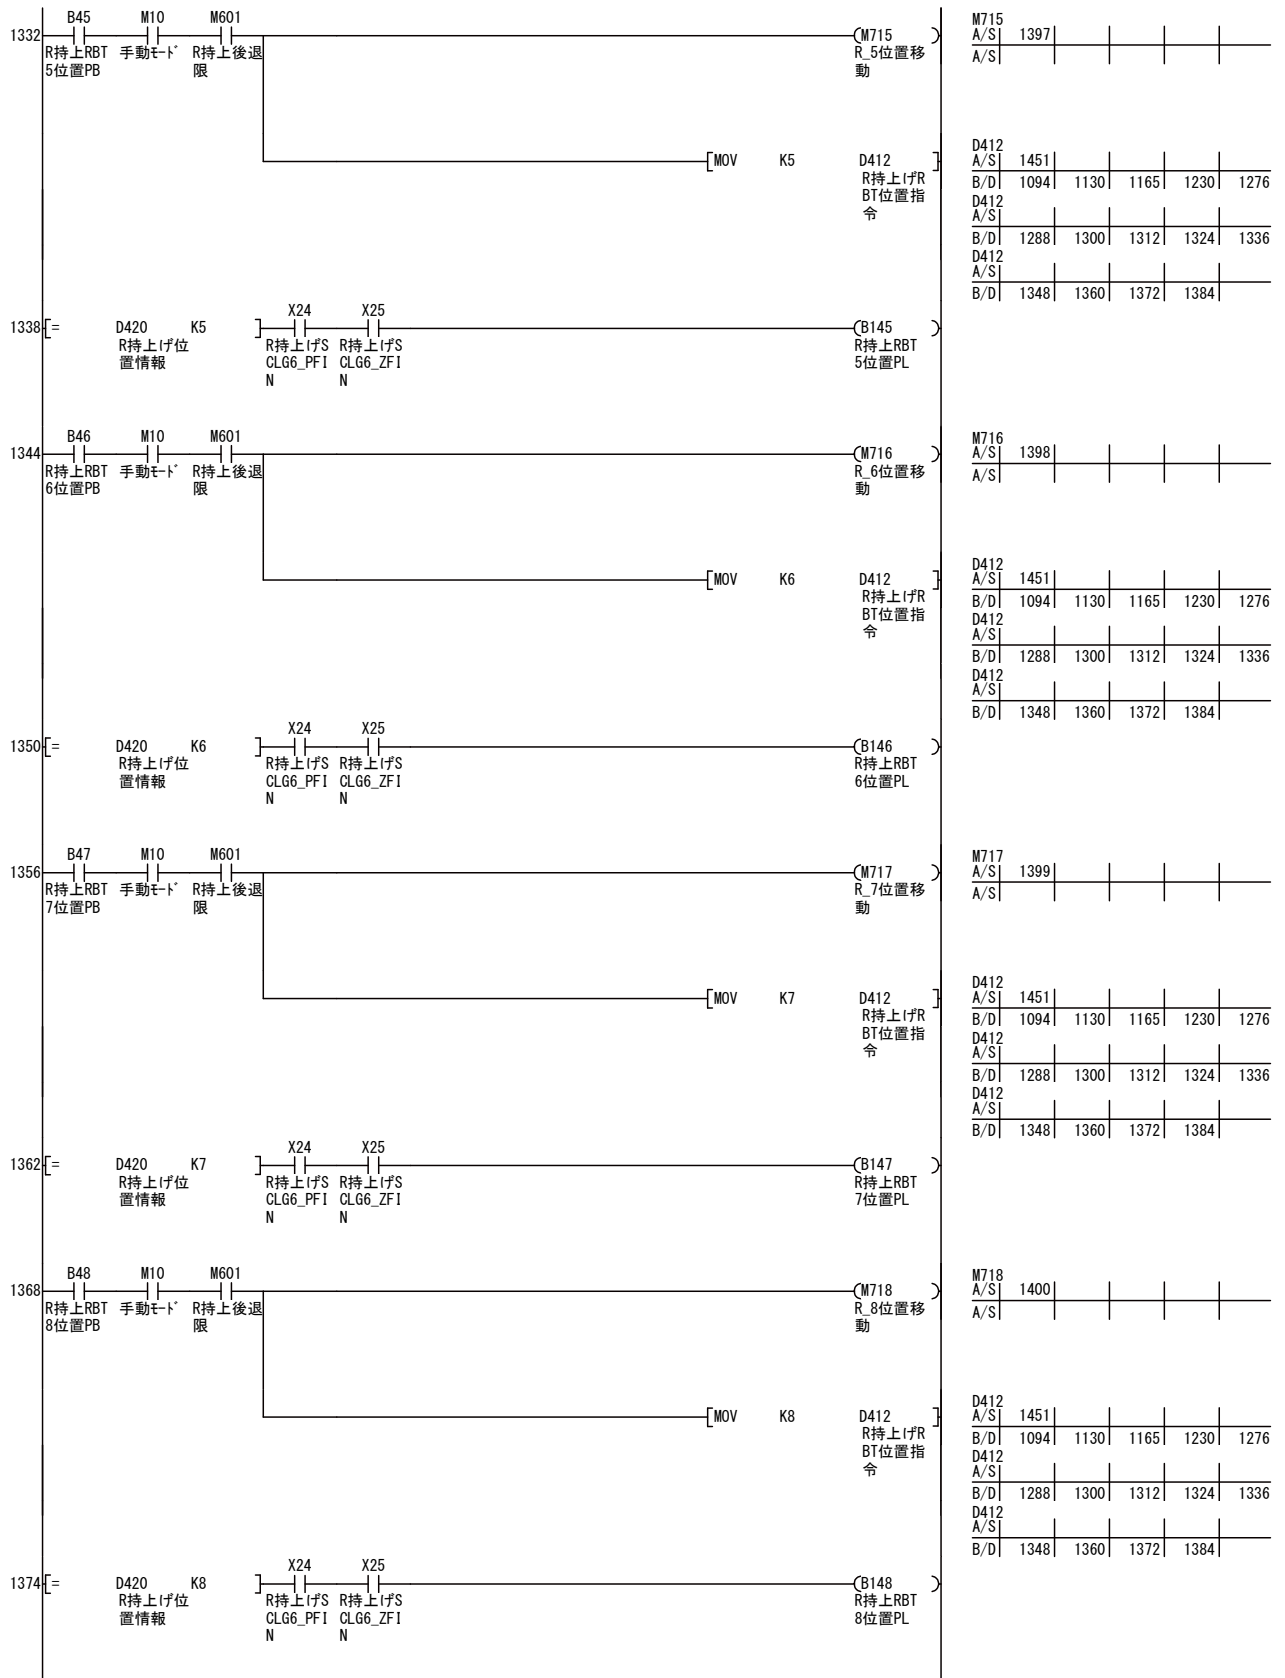 B45 M10 M601
1332 (M715 )
R持上RBT 手動ﾓｰﾄﾞ R持上後退 R_5位置移
5位置PB 限 動
M715
A/S 1397
A/S
[MOV K5 D412 ]
R持上げR
BT位置指
令
D412
A/S 1451
B/D 1094 1130 1165 1230 1276
D412
A/S
B/D 1288 1300 1312 1324 1336
D412
A/S
B/D 1348 1360 1372 1384
X24 X25
1338 [= D420 K5 ] (B145 )
R持上げ位 R持上げS R持上げS R持上RBT
置情報 CLG6_PFI CLG6_ZFI 5位置PL
N N
B46 M10 M601
1344 (M716 )
R持上RBT 手動ﾓｰﾄﾞ R持上後退 R_6位置移
6位置PB 限 動
M716
A/S 1398
A/S
[MOV K6 D412 ]
R持上げR
BT位置指
令
D412
A/S 1451
B/D 1094 1130 1165 1230 1276
D412
A/S
B/D 1288 1300 1312 1324 1336
D412
A/S
B/D 1348 1360 1372 1384
X24 X25
1350 [= D420 K6 ] (B146 )
R持上げ位 R持上げS R持上げS R持上RBT
置情報 CLG6_PFI CLG6_ZFI 6位置PL
N N
B47 M10 M601
1356 (M717 )
R持上RBT 手動ﾓｰﾄﾞ R持上後退 R_7位置移
7位置PB 限 動
M717
A/S 1399
A/S
[MOV K7 D412 ]
R持上げR
BT位置指
令
D412
A/S 1451
B/D 1094 1130 1165 1230 1276
D412
A/S
B/D 1288 1300 1312 1324 1336
D412
A/S
B/D 1348 1360 1372 1384
X24 X25
1362 [= D420 K7 ] (B147 )
R持上げ位 R持上げS R持上げS R持上RBT
置情報 CLG6_PFI CLG6_ZFI 7位置PL
N N
B48 M10 M601
1368 (M718 )
R持上RBT 手動ﾓｰﾄﾞ R持上後退 R_8位置移
8位置PB 限 動
M718
A/S 1400
A/S
[MOV K8 D412 ]
R持上げR
BT位置指
令
D412
A/S 1451
B/D 1094 1130 1165 1230 1276
D412
A/S
B/D 1288 1300 1312 1324 1336
D412
A/S
B/D 1348 1360 1372 1384
X24 X25
1374 [= D420 K8 ] (B148 )
R持上げ位 R持上げS R持上げS R持上RBT
置情報 CLG6_PFI CLG6_ZFI 8位置PL
N N